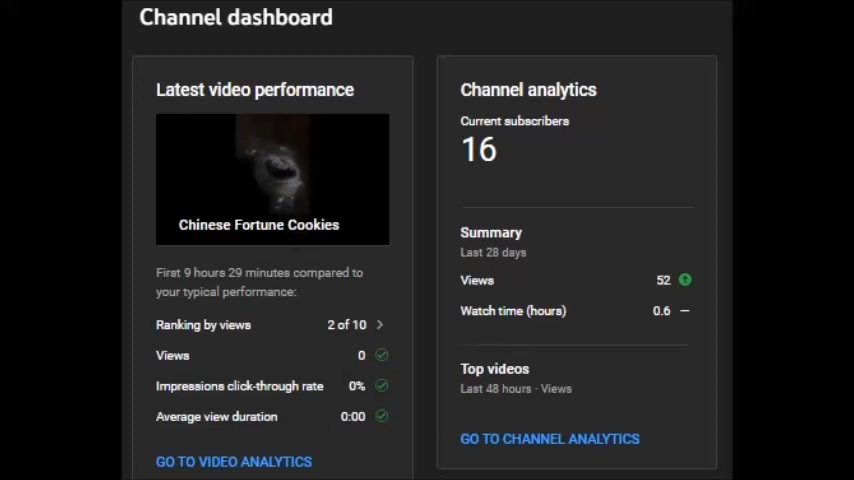 Channel dashboard
Latest video performance
Chinese Fortune Cookies
First 9 hours 29 minutes compared to
your typical performance:
Ranking by views 2 of 10
Views 0
Impressions click-through rate 0%
Average view duration 0:00
GO TO VIDEO ANALYTICS
Channel analytics
Current subscribers
16
Summary
Last 28 days
Views 52
Watch time (hours) 0.6 —
Top videos
Last 48 hours · Views
GO TO CHANNEL ANALYTICS